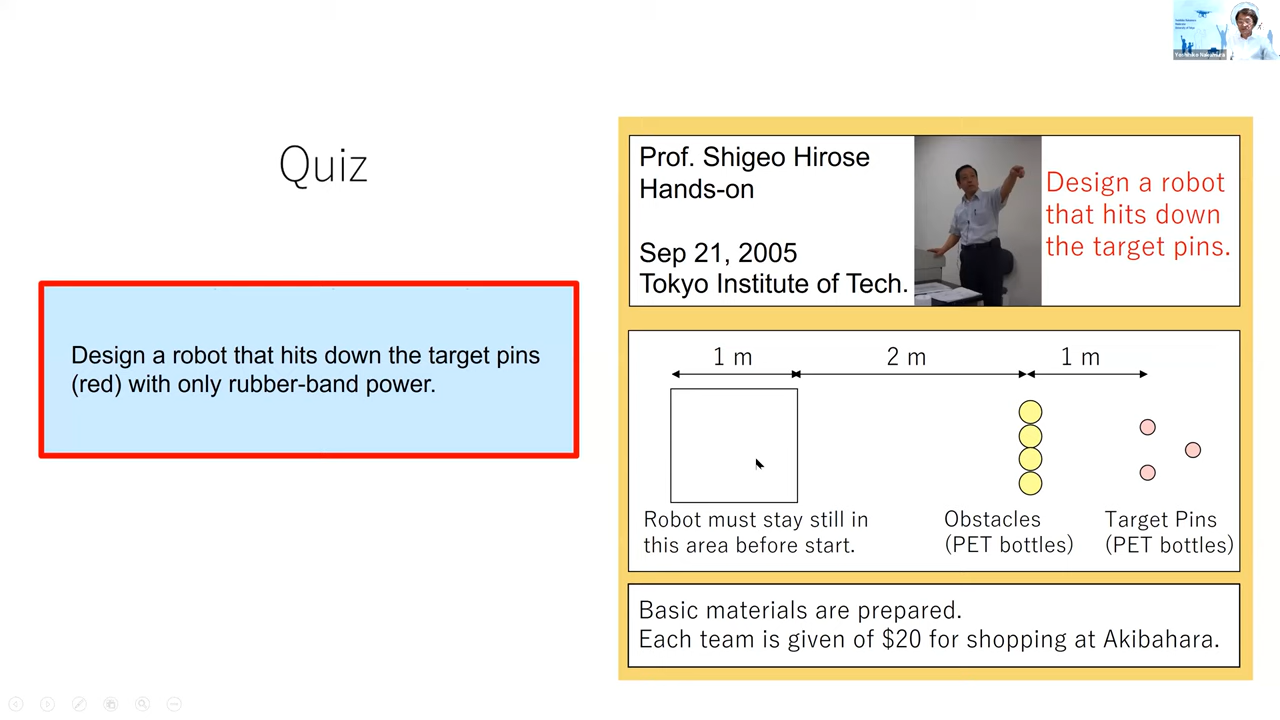 Quiz
Design a robot that hits down the target pins
(red) with only rubber-band power.
Prof. Shigeo Hirose
Hands-on
Sep 21, 2005
Tokyo Institute of Tech.
Design a robot
that hits down
the target pins.
1 m
2 m
1 m
Robot must stay still in
this area before start.
Obstacles
(PET bottles)
Target Pins
(PET bottles)
Basic materials are prepared.
Each team is given of $20 for shopping at Akibahara.